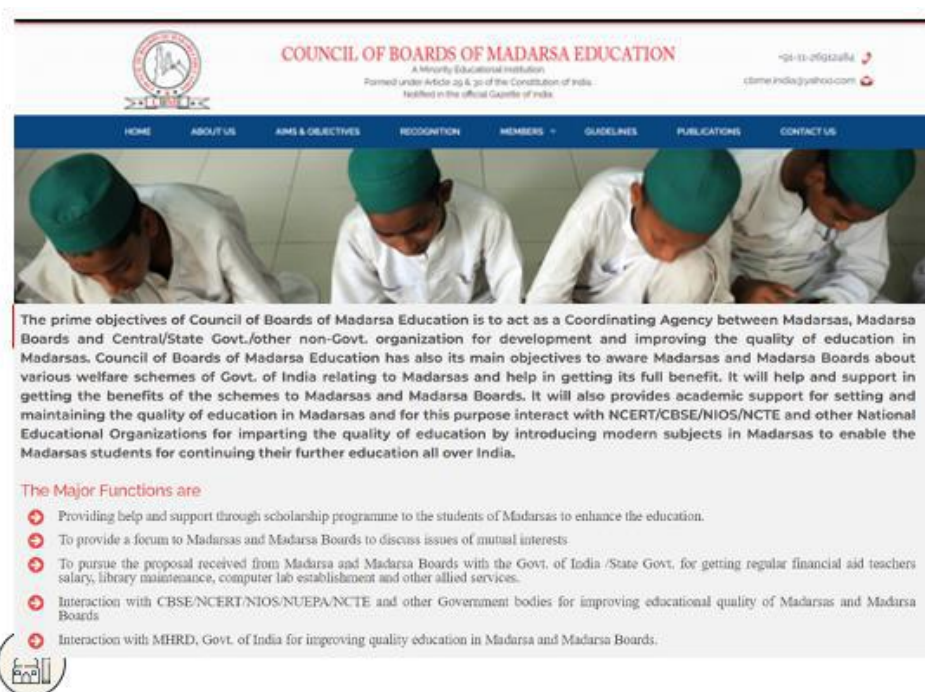 COUNCIL OF BOARDS OF MADARSA EDUCATION
A Minority Educational Institution
Formed under Article 29 & 30 of the Constitution of India.
Notified in the official Gazette of India.
+91-11-26912484
cbme.india@yahoo.com
HOME ABOUT US AIMS & OBJECTIVES RECOGNITION MEMBERS GUIDELINES PUBLICATIONS CONTACT US
The prime objectives of Council of Boards of Madarsa Education is to act as a Coordinating Agency between Madarsas, Madarsa
Boards and Central/State Govt./other non-Govt. organization for development and improving the quality of education in
Madarsas. Council of Boards of Madarsa Education has also its main objectives to aware Madarsas and Madarsa Boards about
various welfare schemes of Govt. of India relating to Madarsas and help in getting its full benefit. It will help and support in
getting the benefits of the schemes to Madarsas and Madarsa Boards. It will also provides academic support for setting and
maintaining the quality of education in Madarsas and for this purpose interact with NCERT/CBSE/NIOS/NCTE and other National
Educational Organizations for imparting the quality of education by introducing modern subjects in Madarsas to enable the
Madarsas students for continuing their further education all over India.
The Major Functions are
Providing help and support through scholarship programme to the students of Madarsas to enhance the education.
To provide a forum to Madarsas and Madarsa Boards to discuss issues of mutual interests
To pursue the proposal received from Madarsa and Madarsa Boards with the Govt. of India /State Govt. for getting regular financial aid teachers
salary, library maintenance, computer lab establishment and other allied services.
Interaction with CBSE/NCERT/NIOS/NUEPA/NCTE and other Government bodies for improving educational quality of Madarsas and Madarsa
Boards
Interaction with MHRD, Govt. of India for improving quality education in Madarsa and Madarsa Boards.